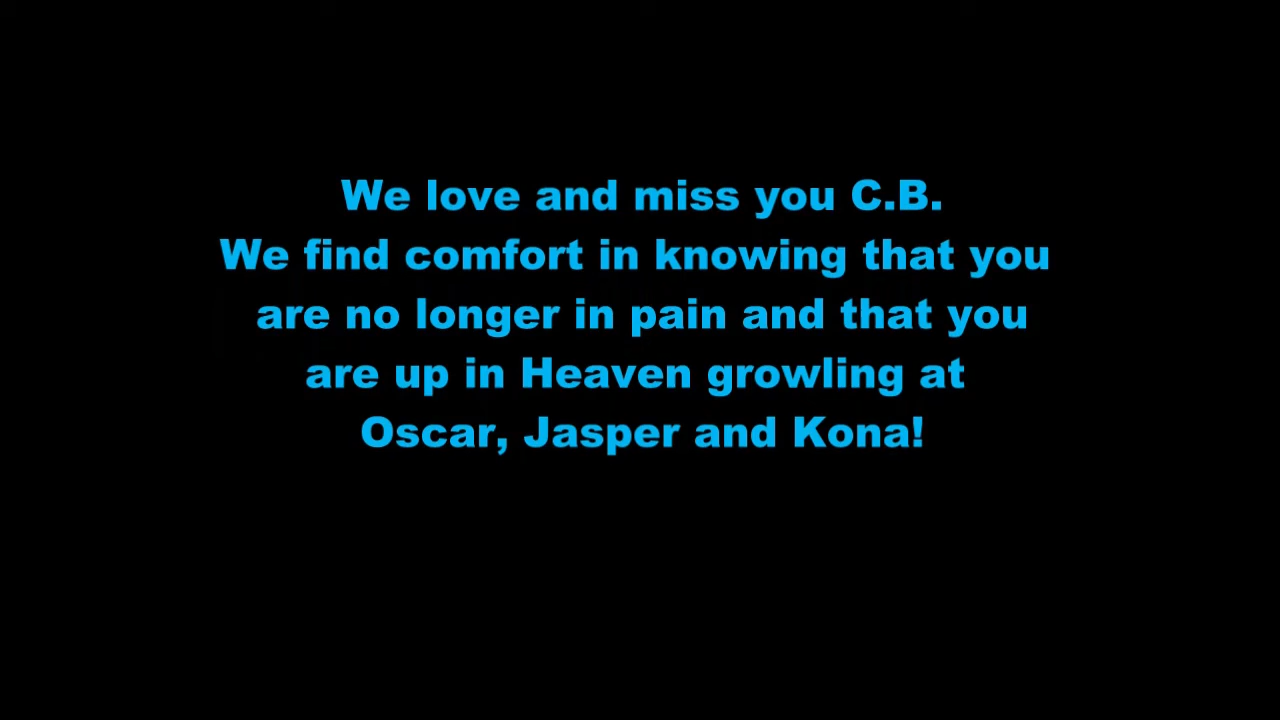 We love and miss you C.B.
We find comfort in knowing that you
are no longer in pain and that you
are up in Heaven growling at
Oscar, Jasper and Kona!